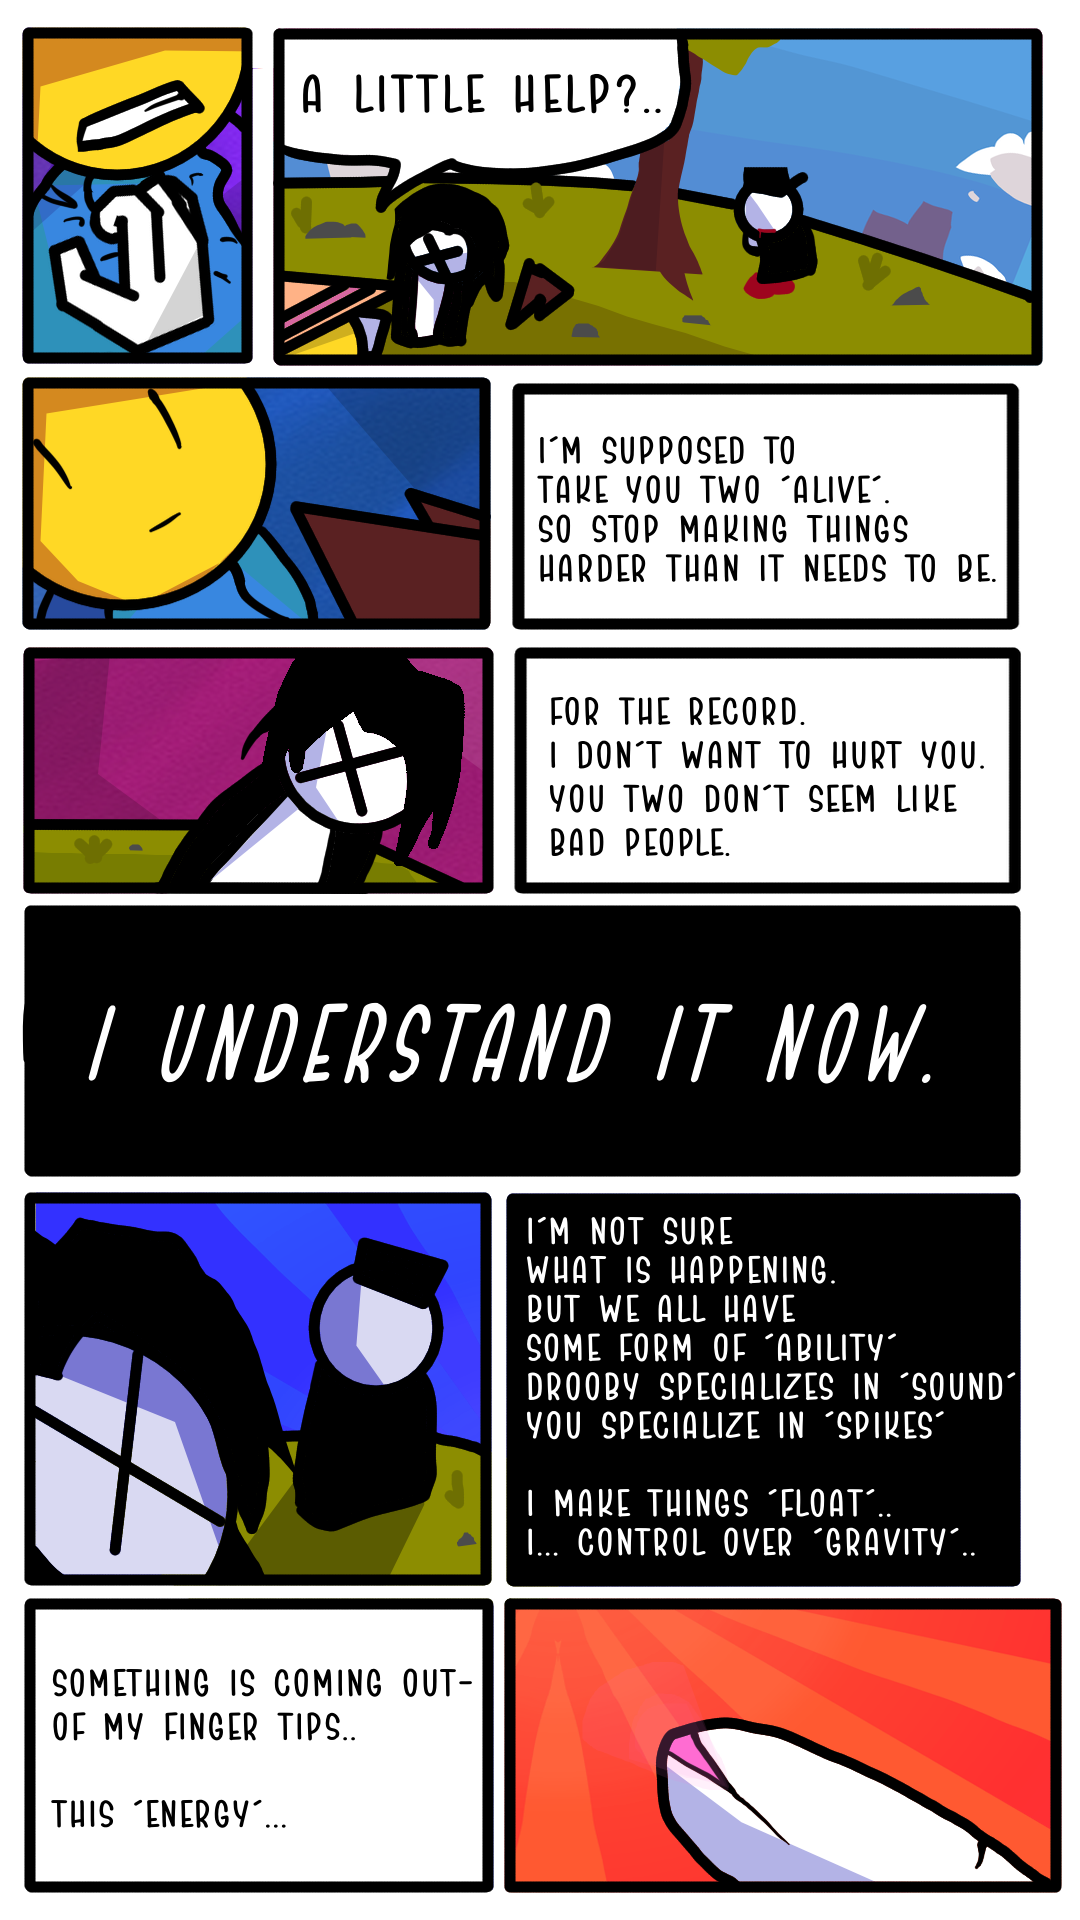 A LITTLE HELP?..
I´M SUPPOSED TO
TAKE YOU TWO ´ALIVE´.
SO STOP MAKING THINGS
HARDER THAN IT NEEDS TO BE.
FOR THE RECORD.
I DON´T WANT TO HURT YOU.
YOU TWO DON´T SEEM LIKE
BAD PEOPLE.
I UNDERSTAND IT NOW.
I´M NOT SURE
WHAT IS HAPPENING.
BUT WE ALL HAVE
SOME FORM OF ´ABILITY´
DROOBY SPECIALIZES IN ´SOUND´
YOU SPECIALIZE IN ´SPIKES´
I MAKE THINGS ´FLOAT´..
I... CONTROL OVER ´GRAVITY´..
SOMETHING IS COMING OUT-
OF MY FINGER TIPS..
THIS ´ENERGY´...